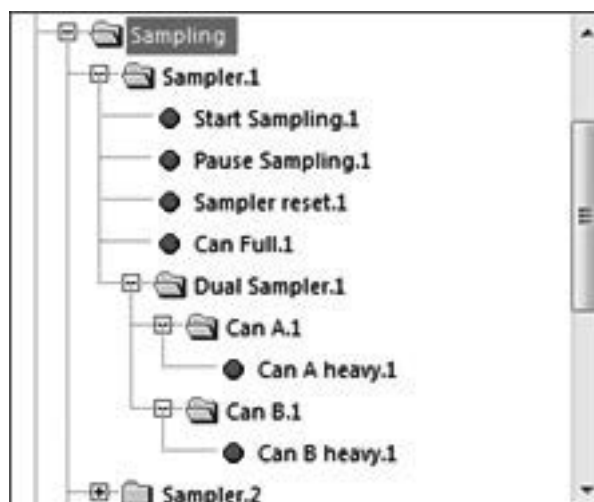 Sampling
Sampler.1
Start Sampling.1
Pause Sampling.1
Sampler reset.1
Can Full.1
Dual Sampler.1
Can A.1
Can A heavy.1
Can B.1
Can B heavy.1
Sampler.2